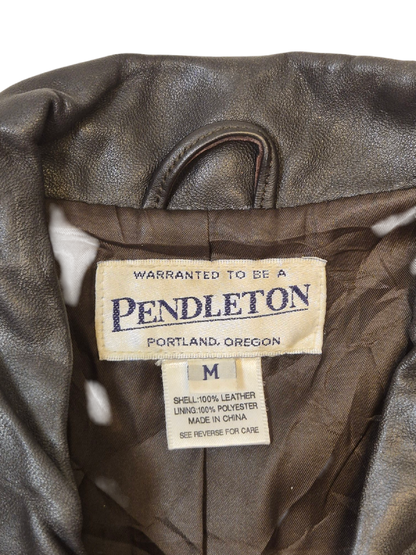 WARRANTED TO BE A
PENDLETON
PORTLAND, OREGON
M
SHELL:100% LEATHER
LINING:100% POLYESTER
MADE IN CHINA
SEE REVERSE FOR CARE